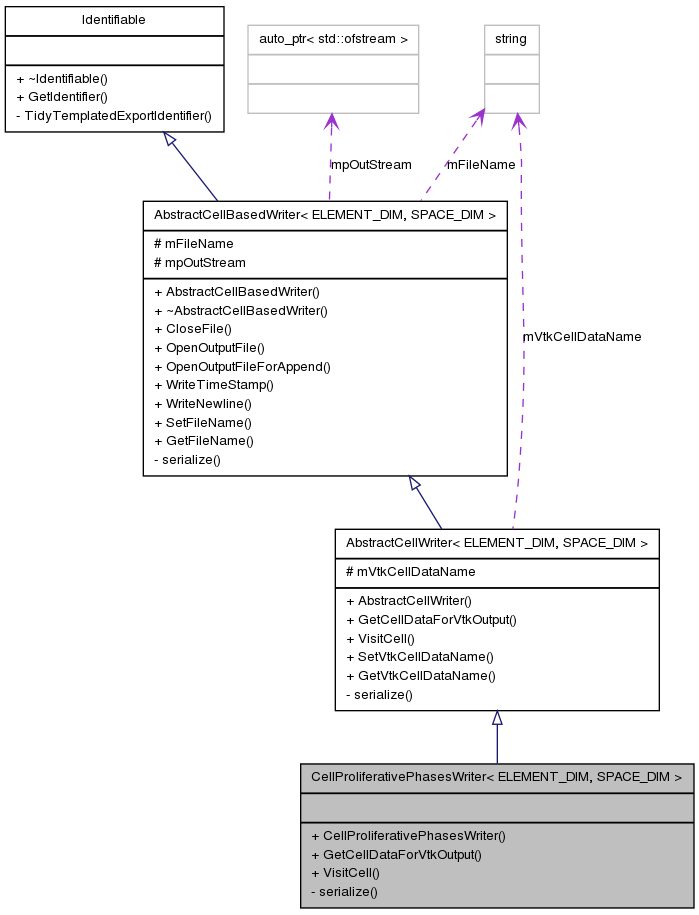 Identifiable
+ ~Identifiable()
+ GetIdentifier()
- TidyTemplatedExportIdentifier()
auto_ptr< std::ofstream >
string
mpOutStream
mFileName
AbstractCellBasedWriter< ELEMENT_DIM, SPACE_DIM >
# mFileName
# mpOutStream
+ AbstractCellBasedWriter()
+ ~AbstractCellBasedWriter()
+ CloseFile()
+ OpenOutputFile()
+ OpenOutputFileForAppend()
+ WriteTimeStamp()
+ WriteNewline()
+ SetFileName()
+ GetFileName()
- serialize()
mVtkCellDataName
AbstractCellWriter< ELEMENT_DIM, SPACE_DIM >
# mVtkCellDataName
+ AbstractCellWriter()
+ GetCellDataForVtkOutput()
+ VisitCell()
+ SetVtkCellDataName()
+ GetVtkCellDataName()
- serialize()
CellProliferativePhasesWriter< ELEMENT_DIM, SPACE_DIM >
+ CellProliferativePhasesWriter()
+ GetCellDataForVtkOutput()
+ VisitCell()
- serialize()